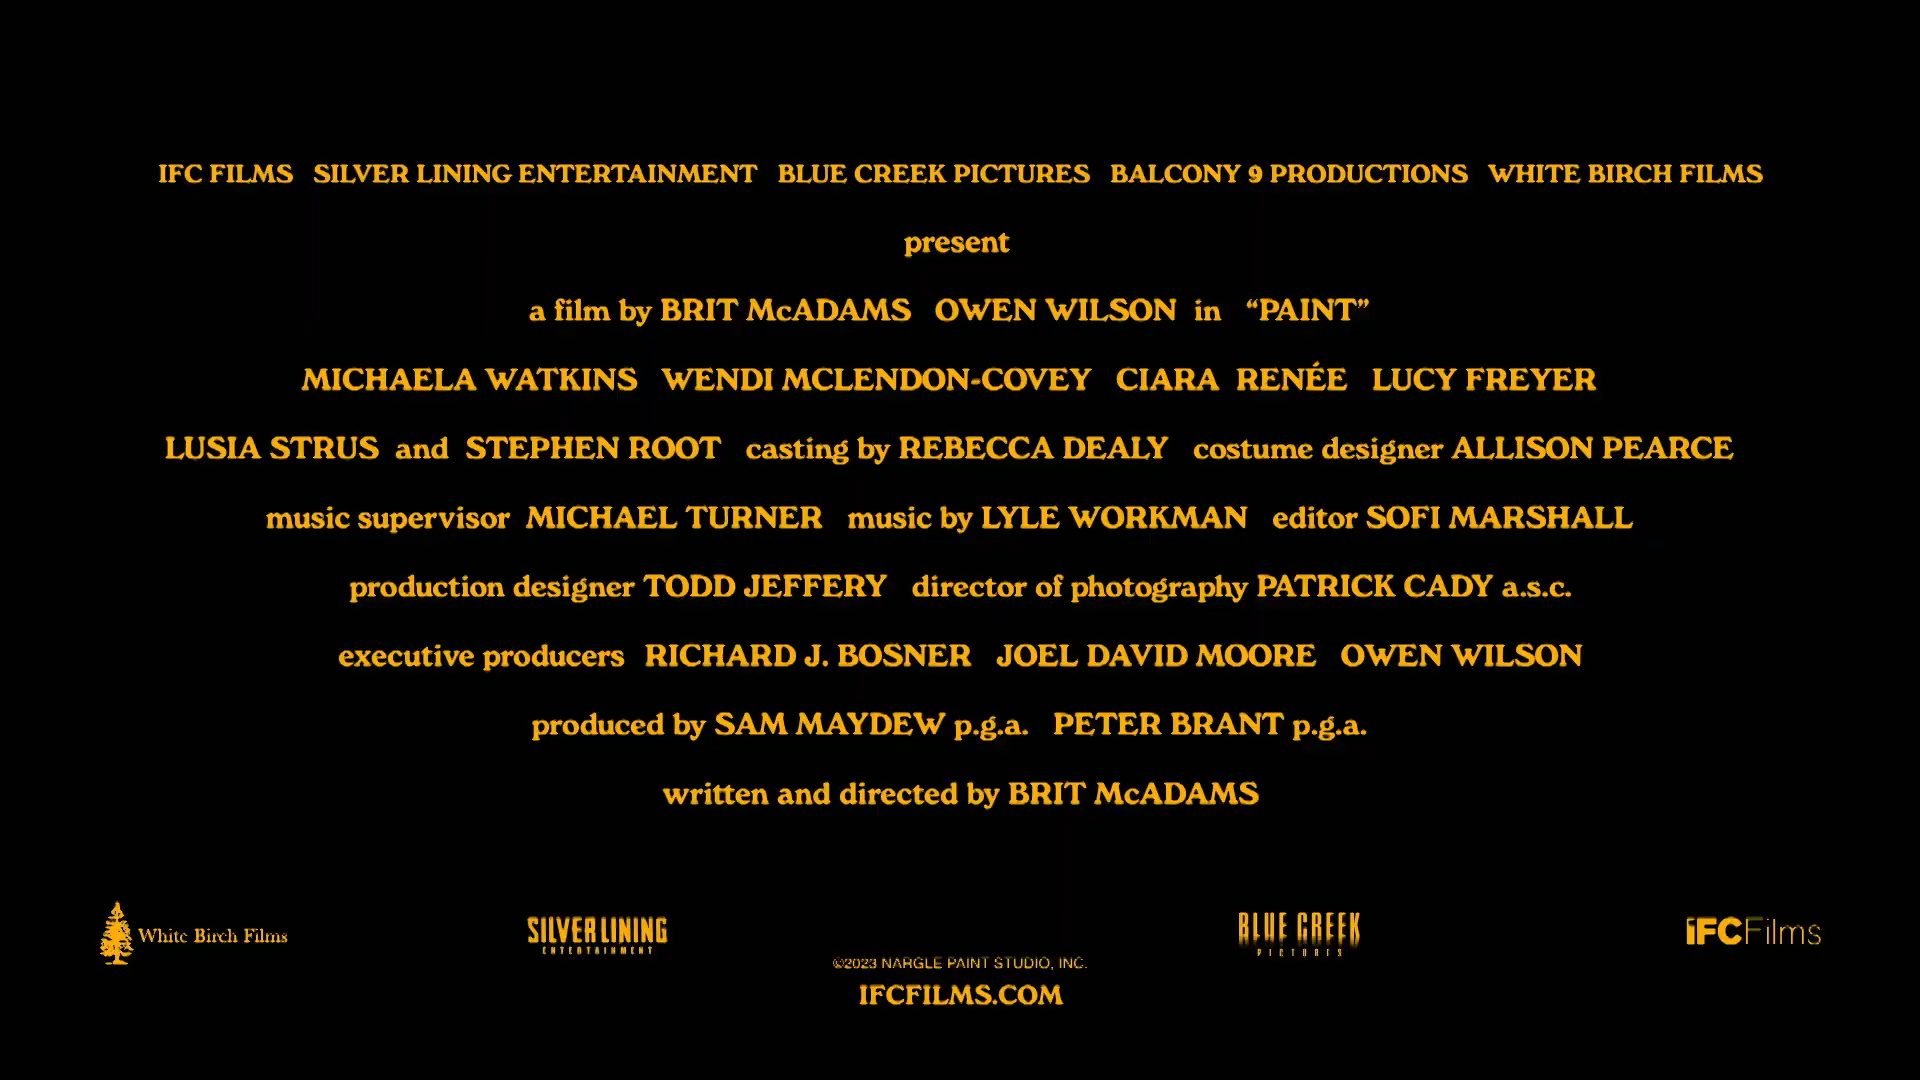 IFC FILMS SILVER LINING ENTERTAINMENT BLUE CREEK PICTURES BALCONY 9 PRODUCTIONS WHITE BIRCH FILMS
present
a film by BRIT McADAMS OWEN WILSON in “PAINT”
MICHAELA WATKINS WENDI MCLENDON-COVEY CIARA RENÉE LUCY FREYER
LUSIA STRUS and STEPHEN ROOT casting by REBECCA DEALY costume designer ALLISON PEARCE
music supervisor MICHAEL TURNER music by LYLE WORKMAN editor SOFI MARSHALL
production designer TODD JEFFERY director of photography PATRICK CADY a.s.c.
executive producers RICHARD J. BOSNER JOEL DAVID MOORE OWEN WILSON
produced by SAM MAYDEW p.g.a. PETER BRANT p.g.a.
written and directed by BRIT McADAMS
White Birch Films
SILVER LINING
ENTERTAINMENT
BLUE CREEK
PICTURES
IFC Films
©2023 NARGLE PAINT STUDIO, INC.
IFCFILMS.COM